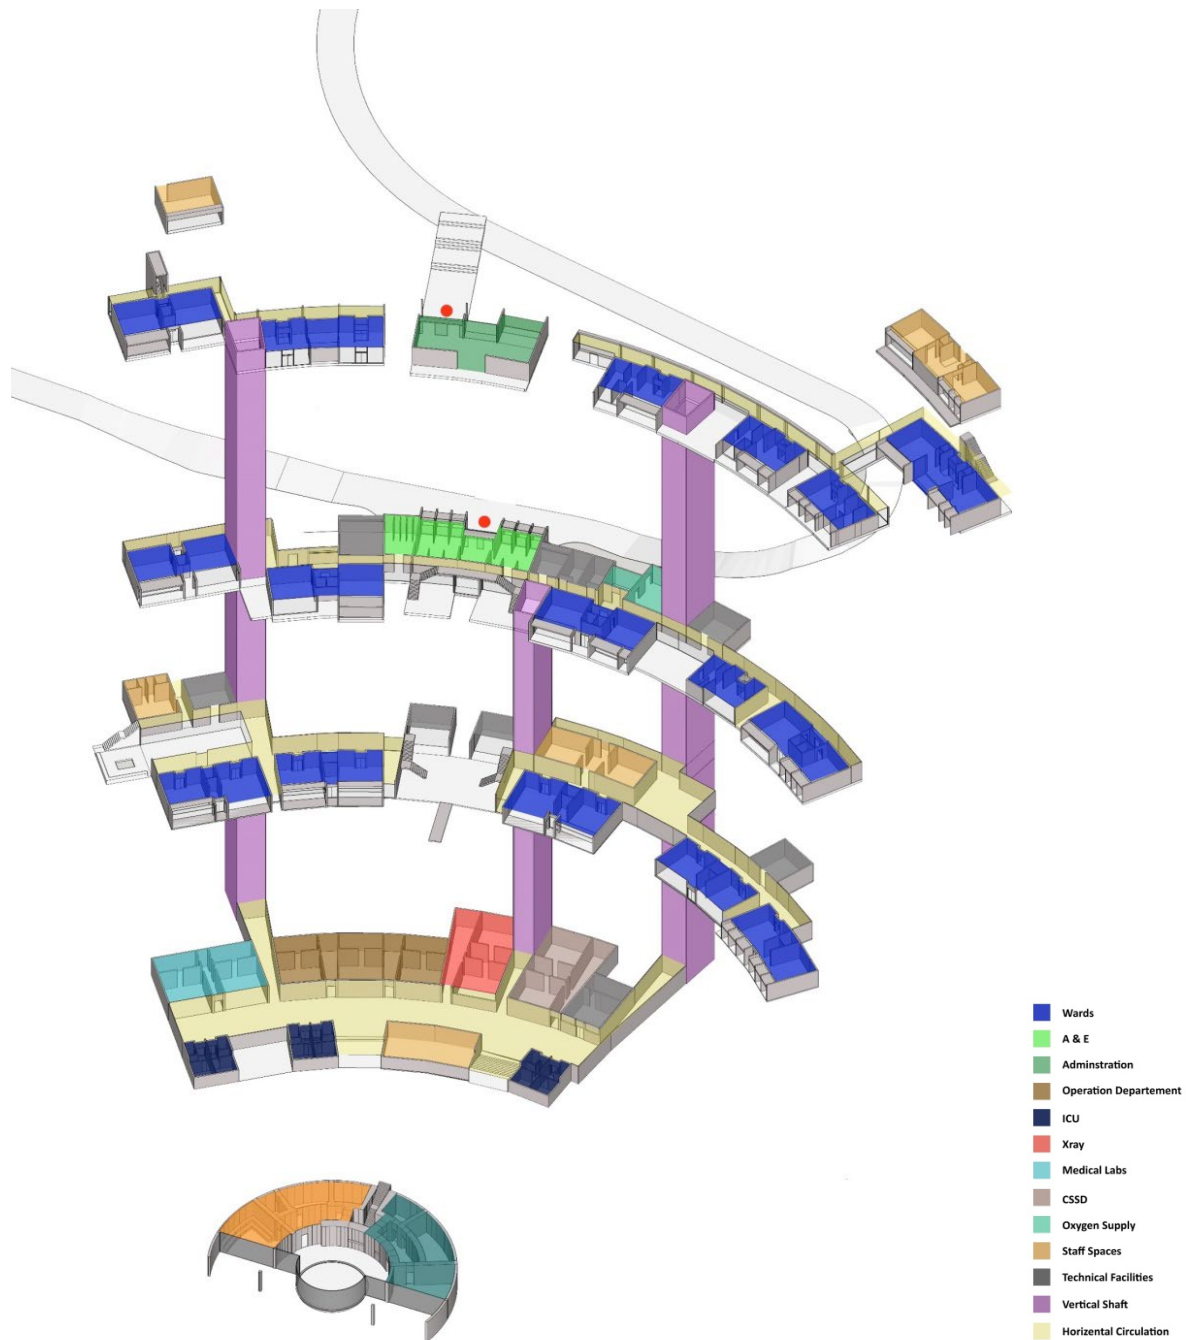 Wards
A & E
Adminstration
Operation Departement
ICU
Xray
Medical Labs
CSSD
Oxygen Supply
Staff Spaces
Technical Facilities
Vertical Shaft
Horizental Circulation